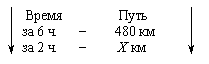 Время Путь
за 6 ч – 480 км
за 2 ч – X км